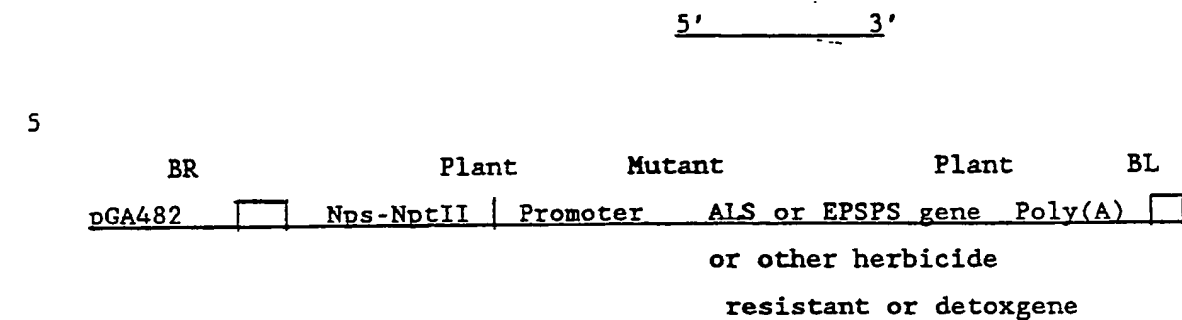 5' 3'
5
BR Plant Mutant Plant BL
pGA482 Nps-NptII Promoter ALS or EPSPS gene Poly(A)
or other herbicide
resistant or detoxgene